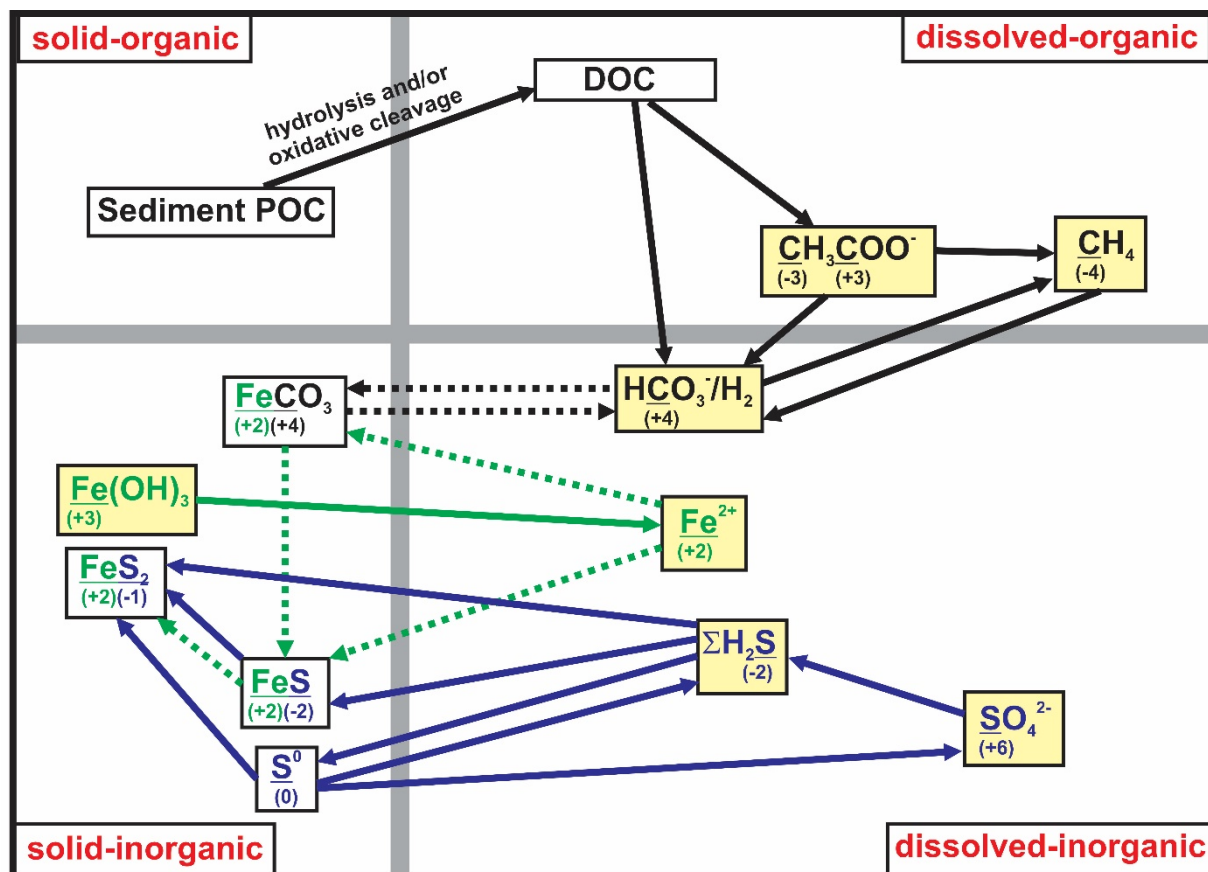 solid-organic
dissolved-organic
DOC
hydrolysis and/or
oxidative cleavage
Sediment POC
CH₃COO⁻
(-3) (+3)
CH₄
(-4)
HCO₃⁻/H₂
(+4)
FeCO₃
(+2)(+4)
Fe(OH)₃
(+3)
Fe²⁺
(+2)
FeS₂
(+2)(-1)
ΣH₂S
(-2)
FeS
(+2)(-2)
SO₄²⁻
(+6)
S⁰
(0)
solid-inorganic
dissolved-inorganic